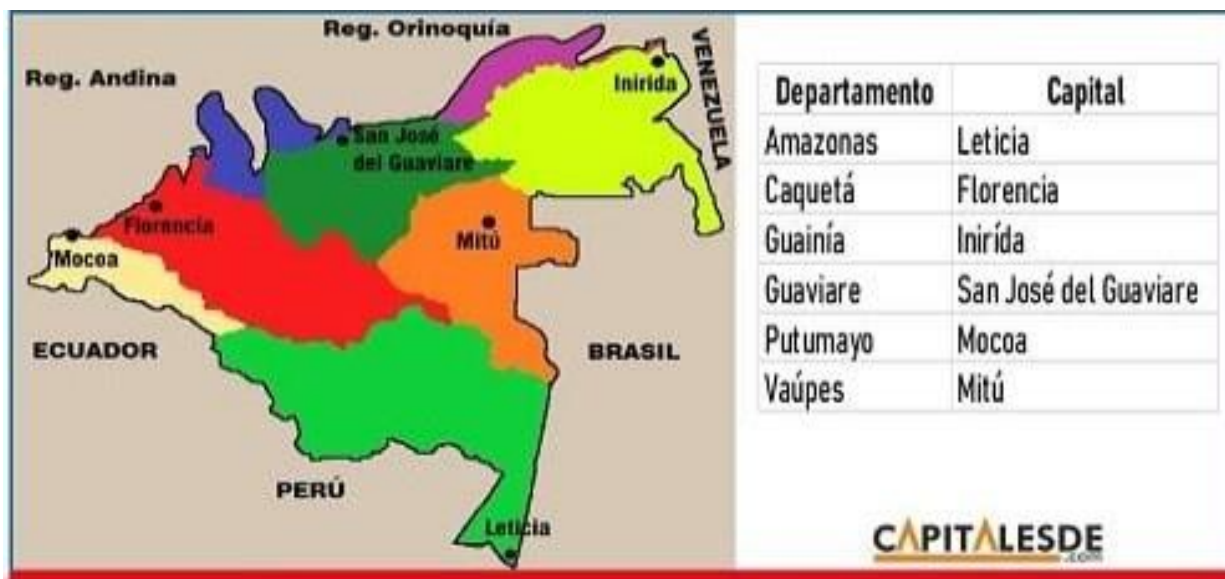 Reg. Orinoquía
Reg. Andina
VENEZUELA
Inirida
San José
del Guaviare
Florencia
Mitú
Mocoa
ECUADOR
BRASIL
PERÚ
Leticia
Departamento Capital
Amazonas Leticia
Caquetá Florencia
Guainía Inirída
Guaviare San José del Guaviare
Putumayo Mocoa
Vaúpes Mitú
CAPITALESDE
.com